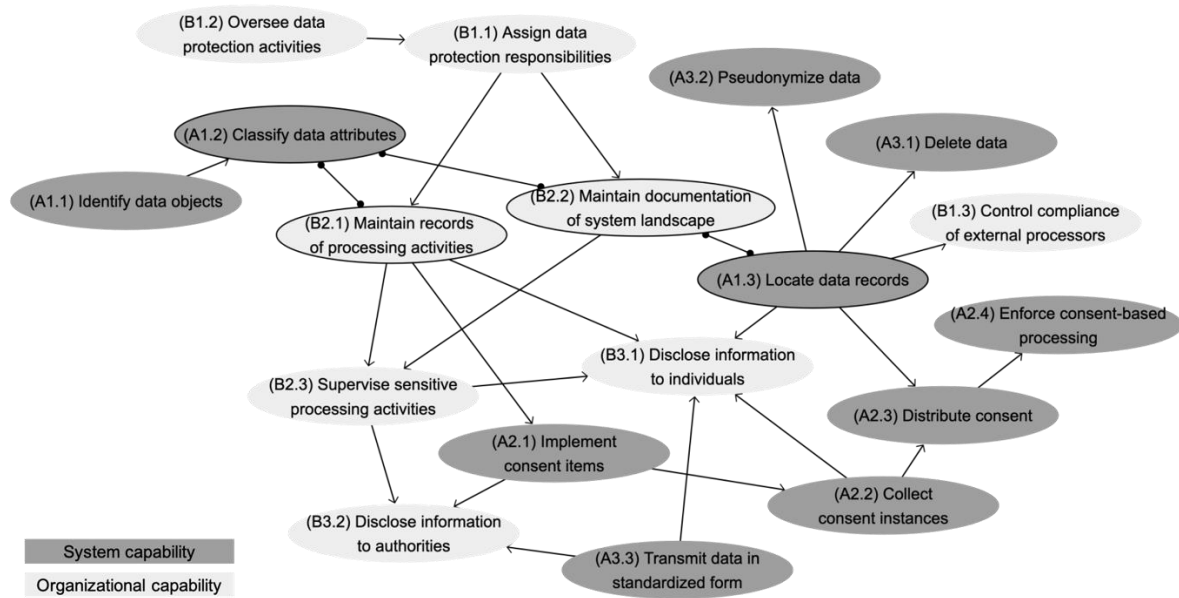 (B1.2) Oversee data
protection activities
(B1.1) Assign data
protection responsibilities
(A3.2) Pseudonymize data
(A1.2) Classify data attributes
(A3.1) Delete data
(A1.1) Identify data objects
(B2.2) Maintain documentation
of system landscape
(B2.1) Maintain records
of processing activities
(B1.3) Control compliance
of external processors
(A1.3) Locate data records
(A2.4) Enforce consent-based
processing
(B3.1) Disclose information
to individuals
(B2.3) Supervise sensitive
processing activities
(A2.3) Distribute consent
(A2.1) Implement
consent items
(A2.2) Collect
consent instances
(B3.2) Disclose information
to authorities
(A3.3) Transmit data in
standardized form
System capability
Organizational capability